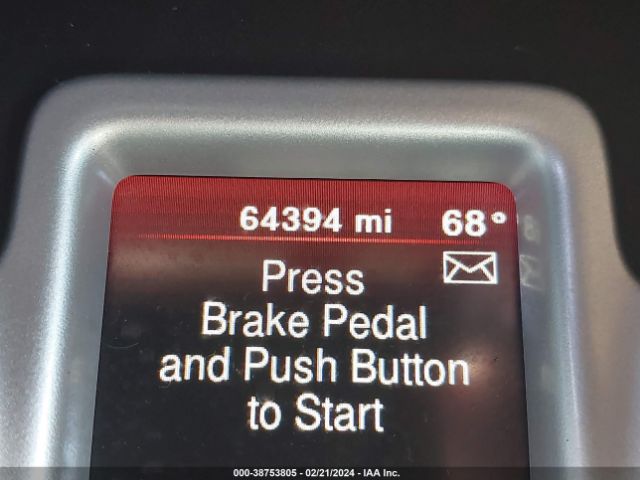 64394 mi 68°
Press
Brake Pedal
and Push Button
to Start
000-38753805 - 02/21/2024 - IAA Inc.